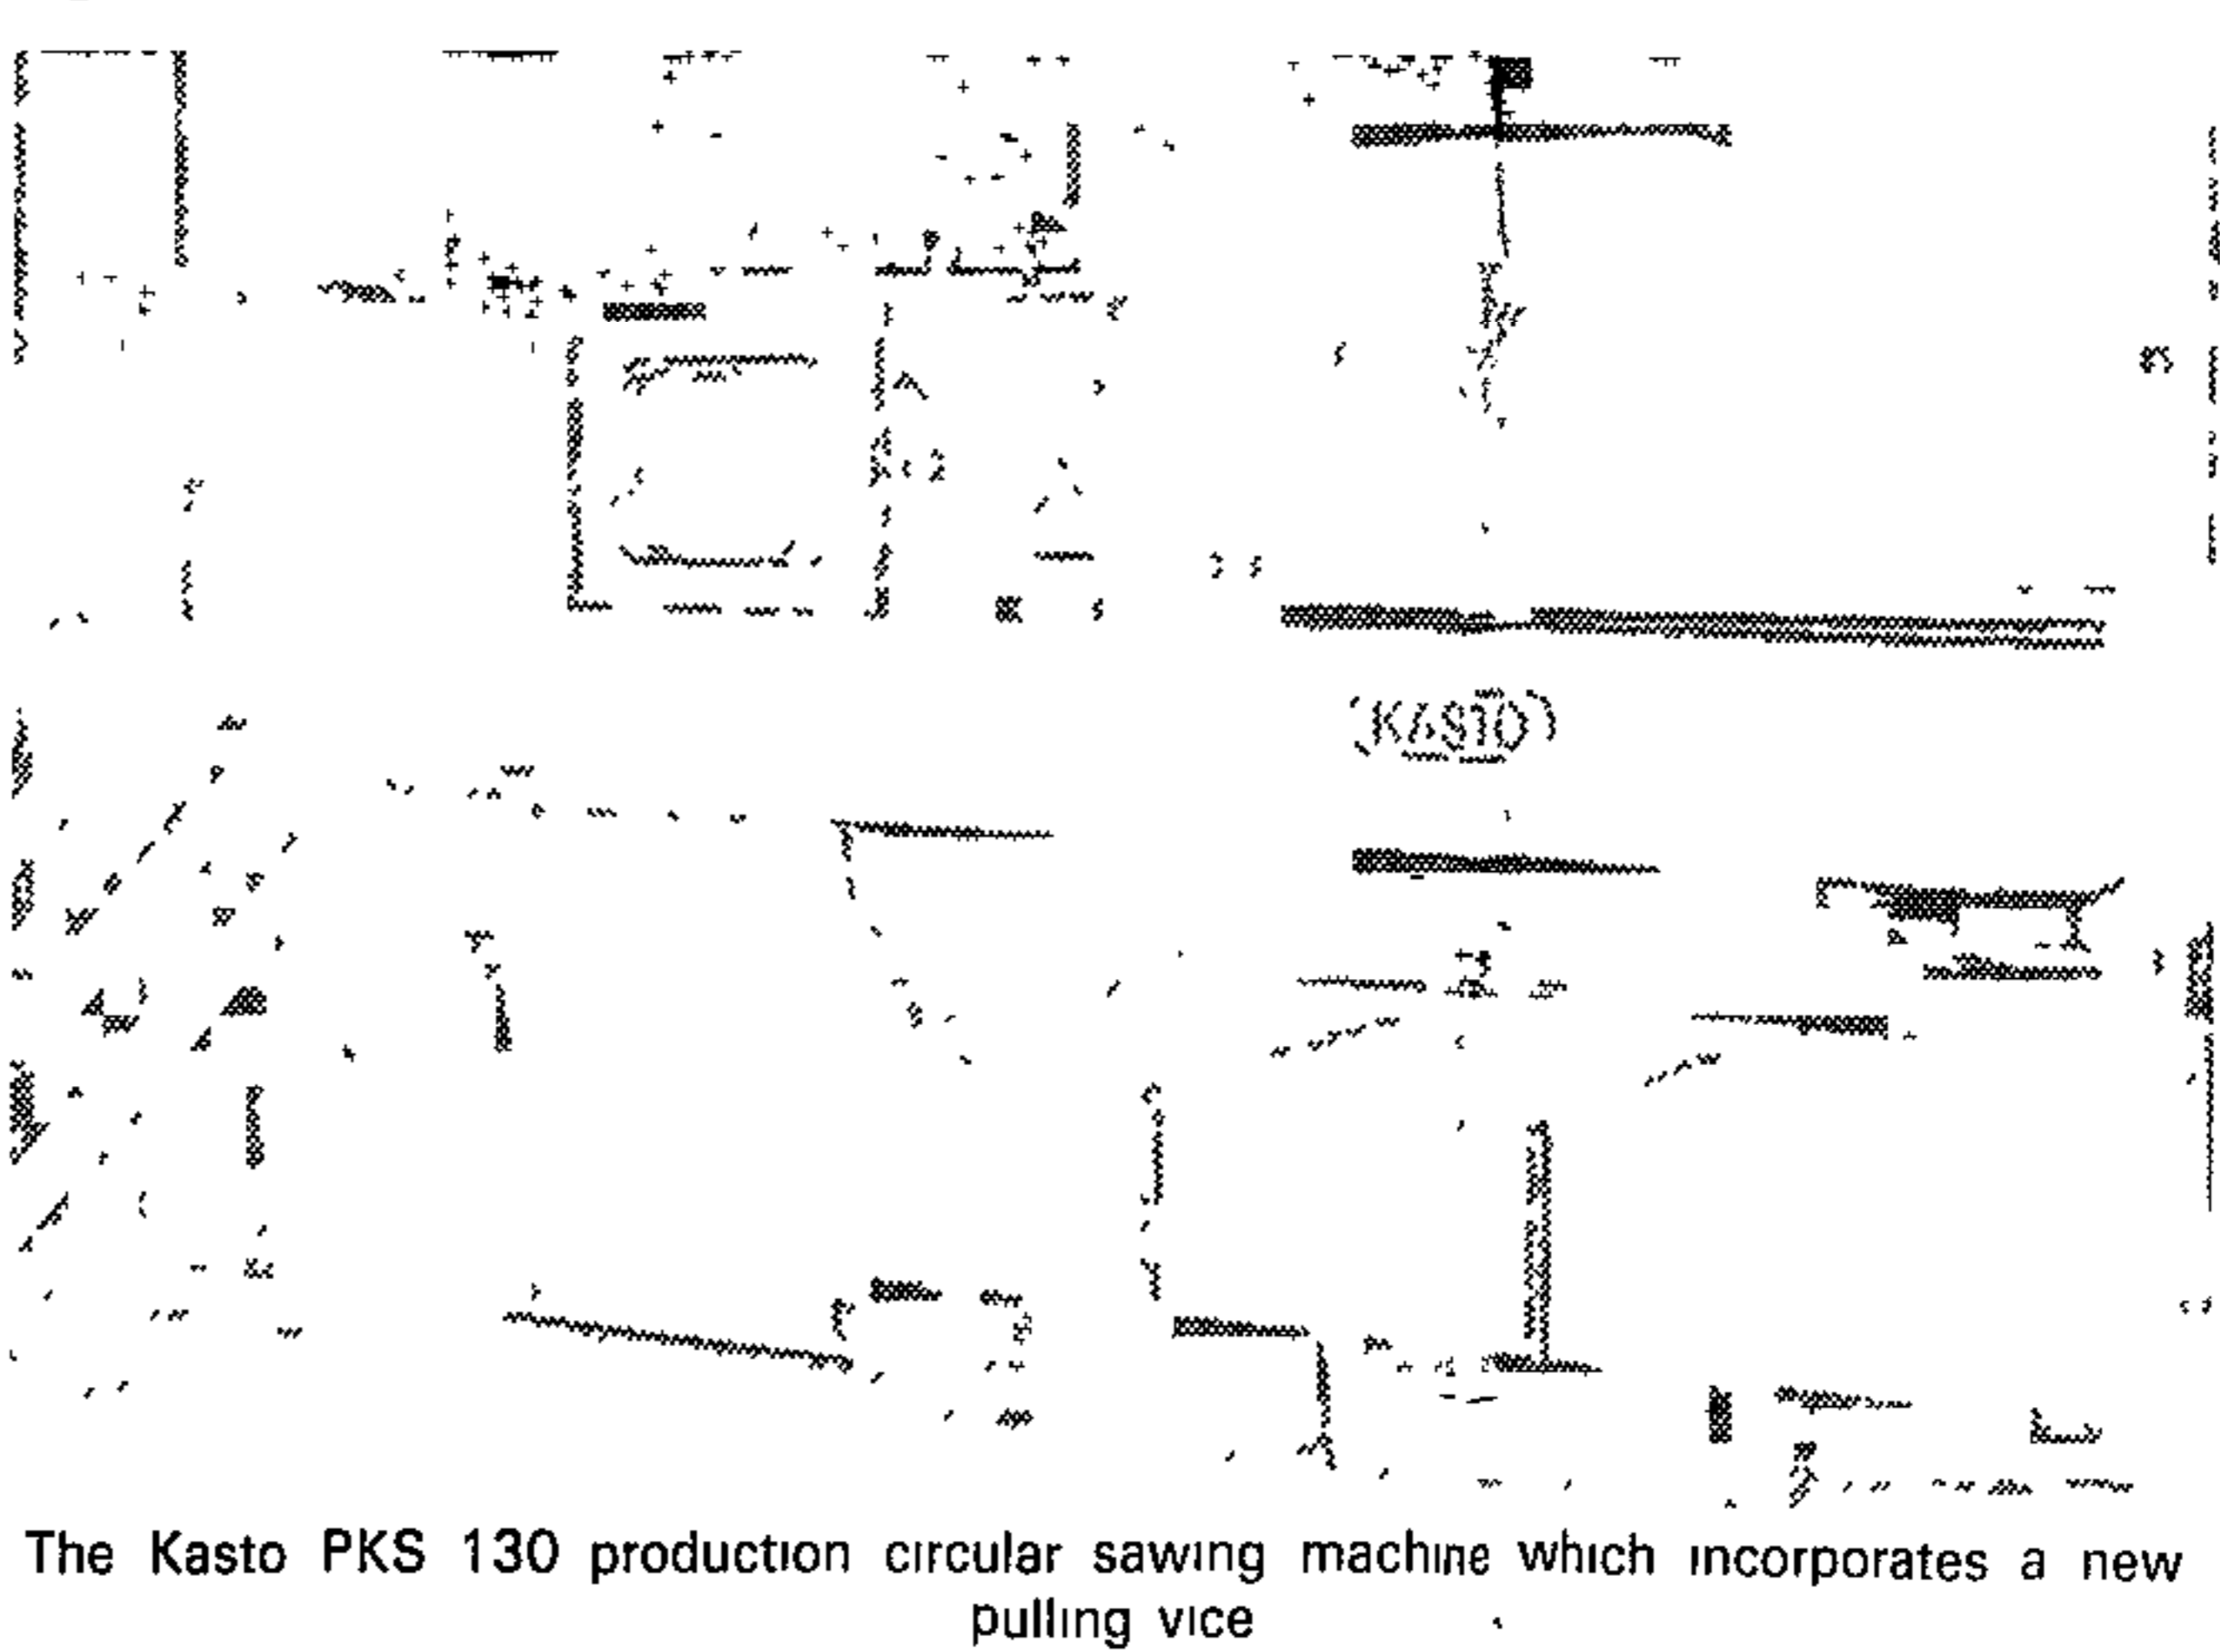 KASTO
The Kasto PKS 130 production circular sawing machine which incorporates a new
pulling vice